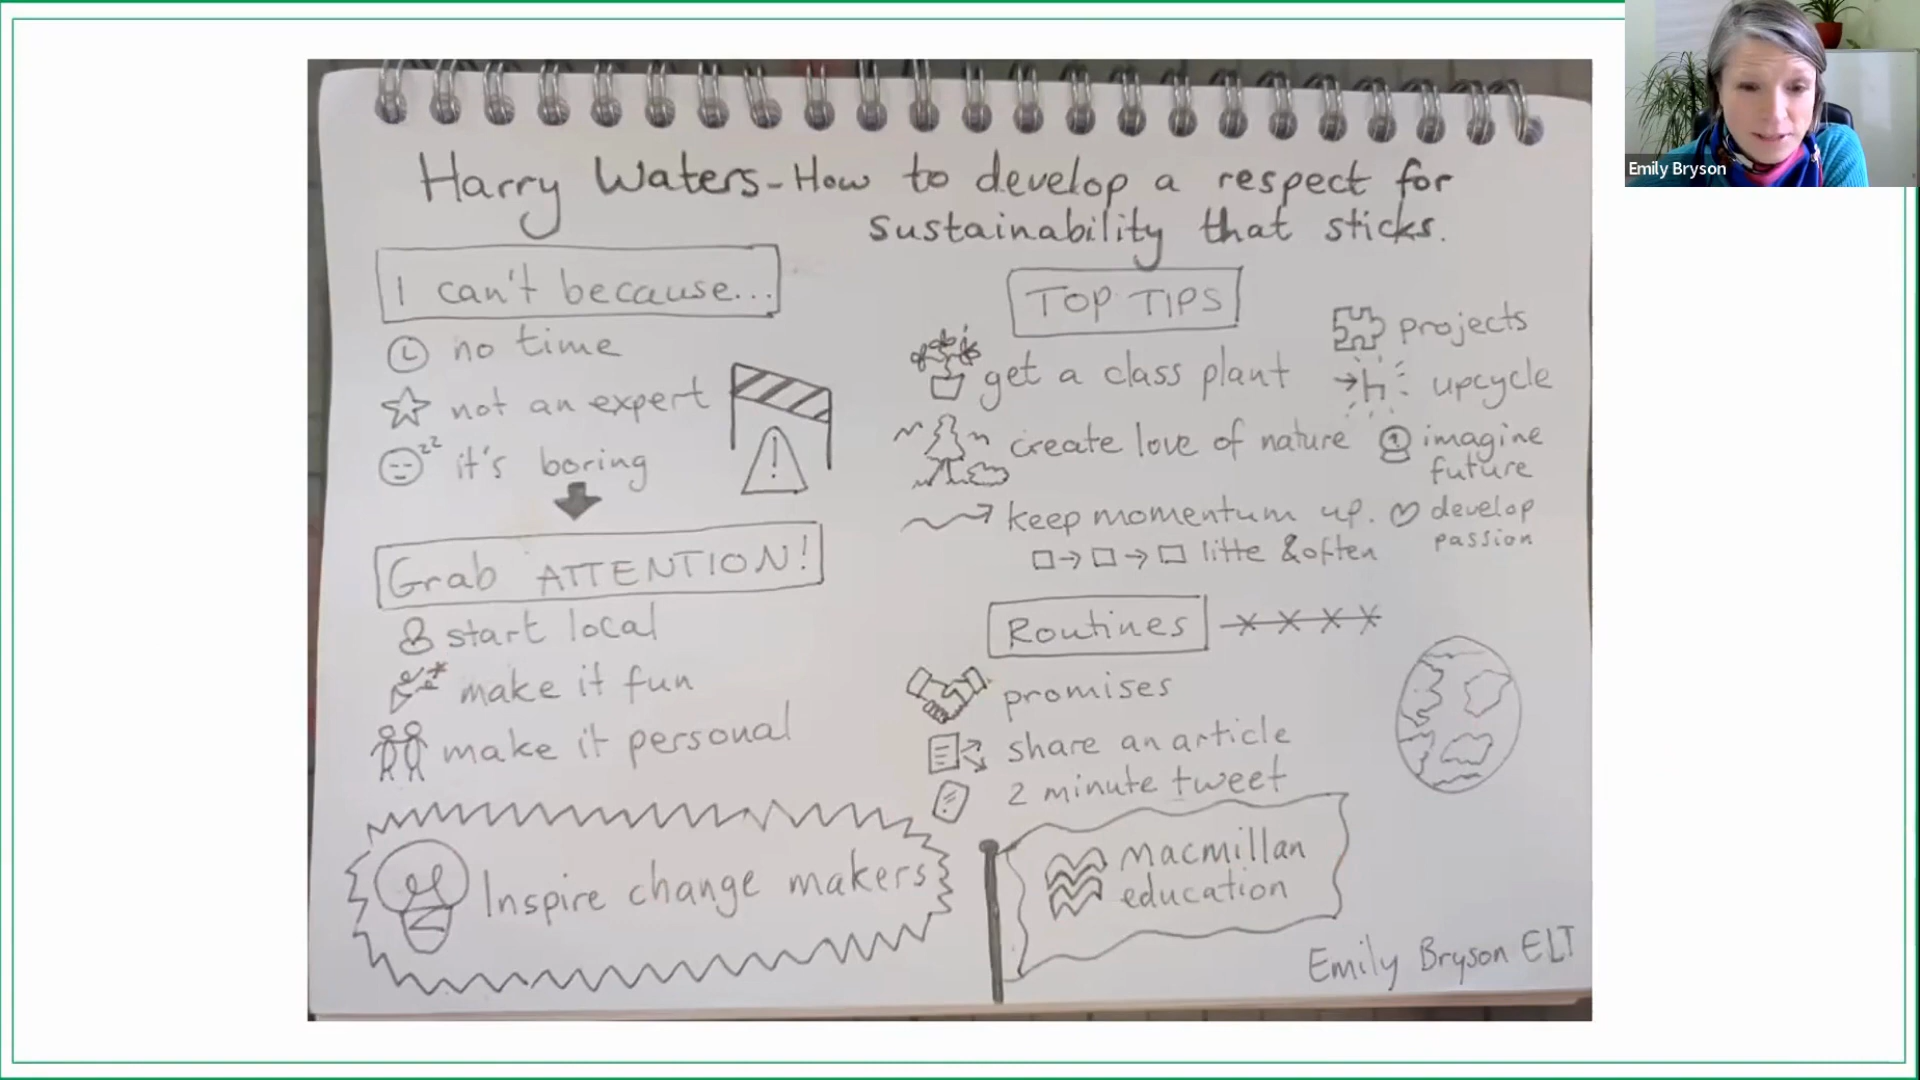 Harry Waters - How to develop a respect for
sustainability that sticks.
I can't because...
no time
not an expert
zz
it's boring
Grab ATTENTION!
start local
make it fun
make it personal
Inspire change makers
TOP TIPS
get a class plant
create love of nature
keep momentum up.
litte & often
projects
upcycle
imagine
future
develop
passion
Routines
promises
share an article
2 minute tweet
macmillan
education
Emily Bryson ELT
Emily Bryson